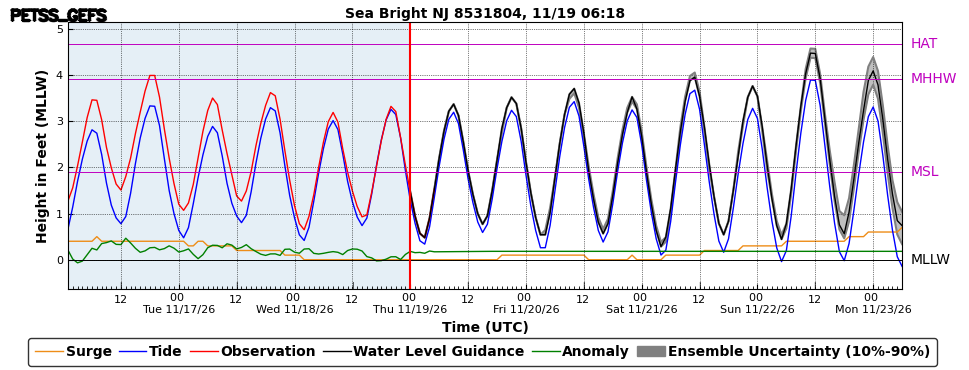 PETSS_GEFS
Sea Bright NJ 8531804, 11/19 06:18
Height in Feet (MLLW)
5
4
3
2
1
0
HAT
MHHW
MSL
MLLW
12 00 12 00 12 00 12 00 12 00 12 00 12 00
Tue 11/17/26 Wed 11/18/26 Thu 11/19/26 Fri 11/20/26 Sat 11/21/26 Sun 11/22/26 Mon 11/23/26
Time (UTC)
Surge Tide Observation Water Level Guidance Anomaly Ensemble Uncertainty (10%-90%)